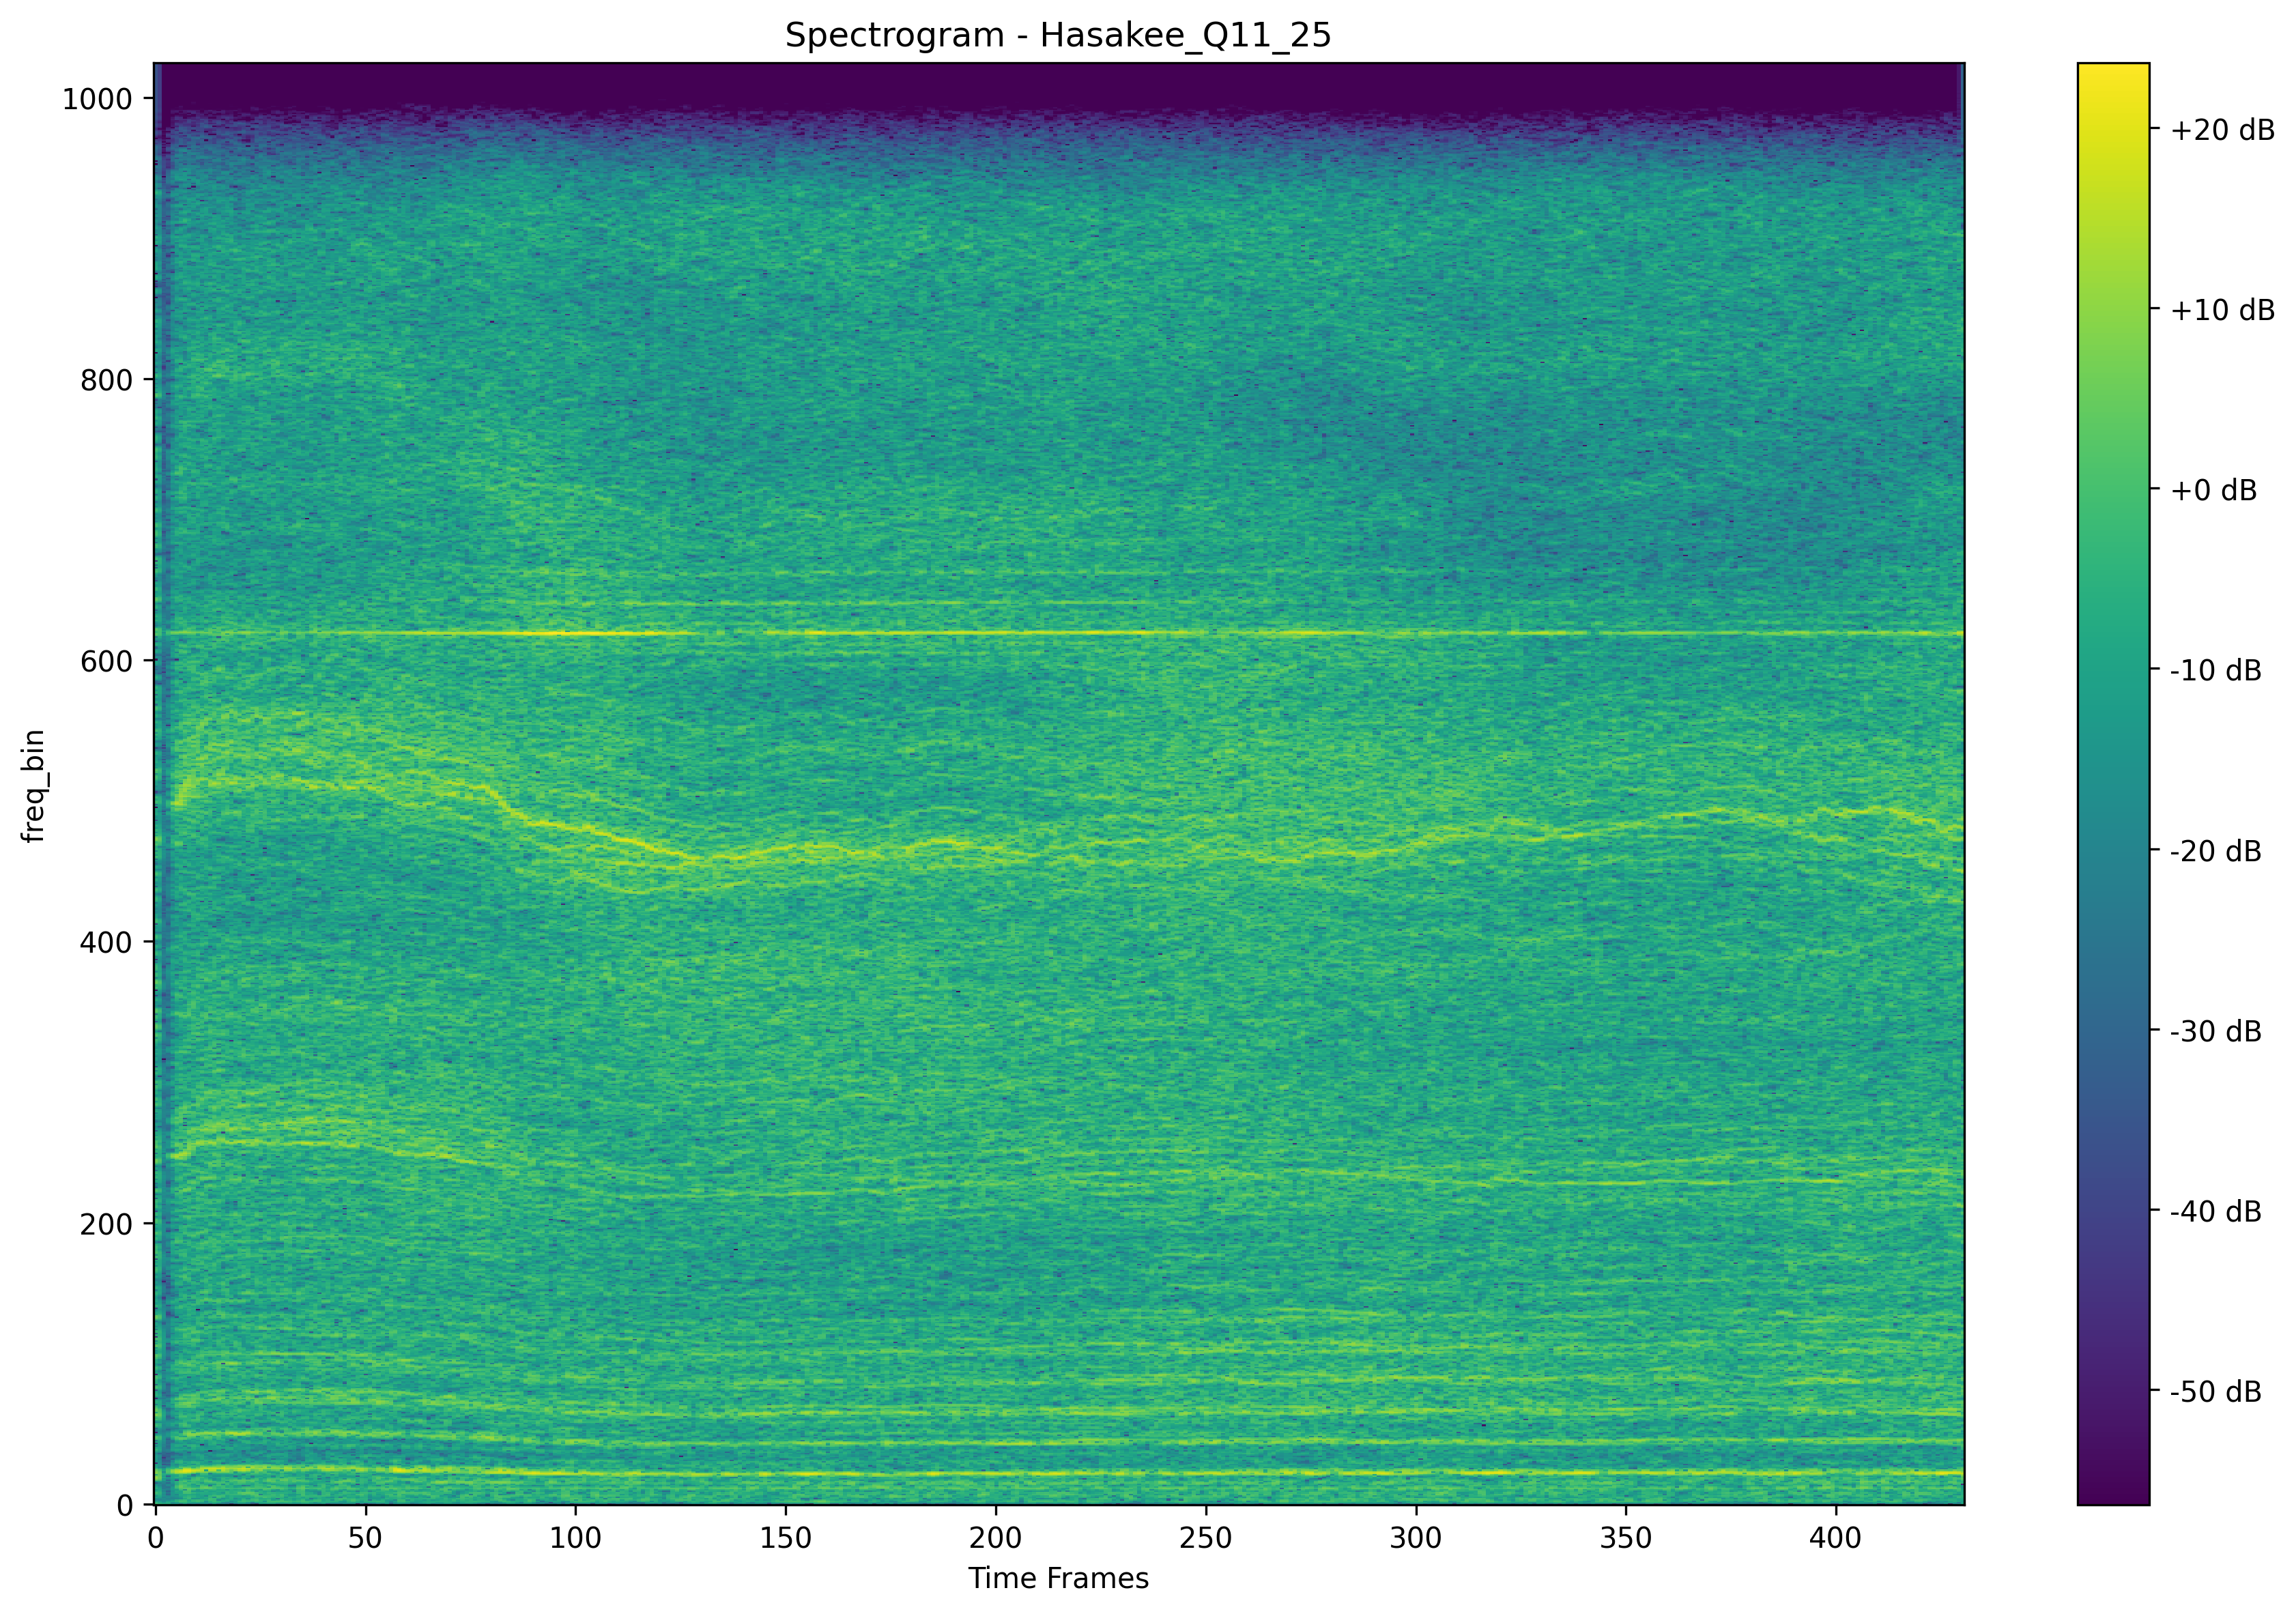 Spectrogram - Hasakee_Q11_25
1000
800
600
400
200
0
freq_bin
0 50 100 150 200 250 300 350 400
Time Frames
+20 dB
+10 dB
+0 dB
-10 dB
-20 dB
-30 dB
-40 dB
-50 dB